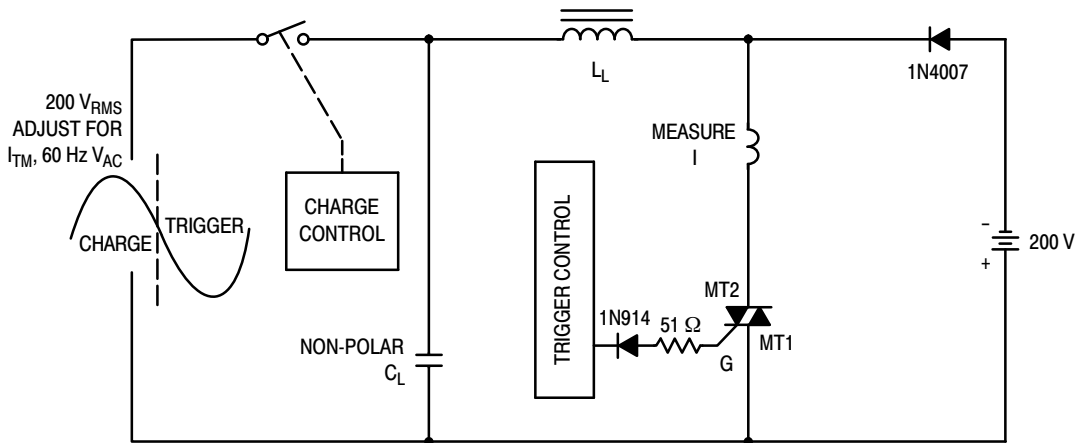 200 V_RMS
ADJUST FOR
I_TM, 60 Hz V_AC
CHARGE
TRIGGER
CHARGE
CONTROL
NON-POLAR
C_L
L_L
TRIGGER CONTROL
1N914
51 Ω
G
MEASURE
I
MT2
MT1
1N4007
-
+
200 V